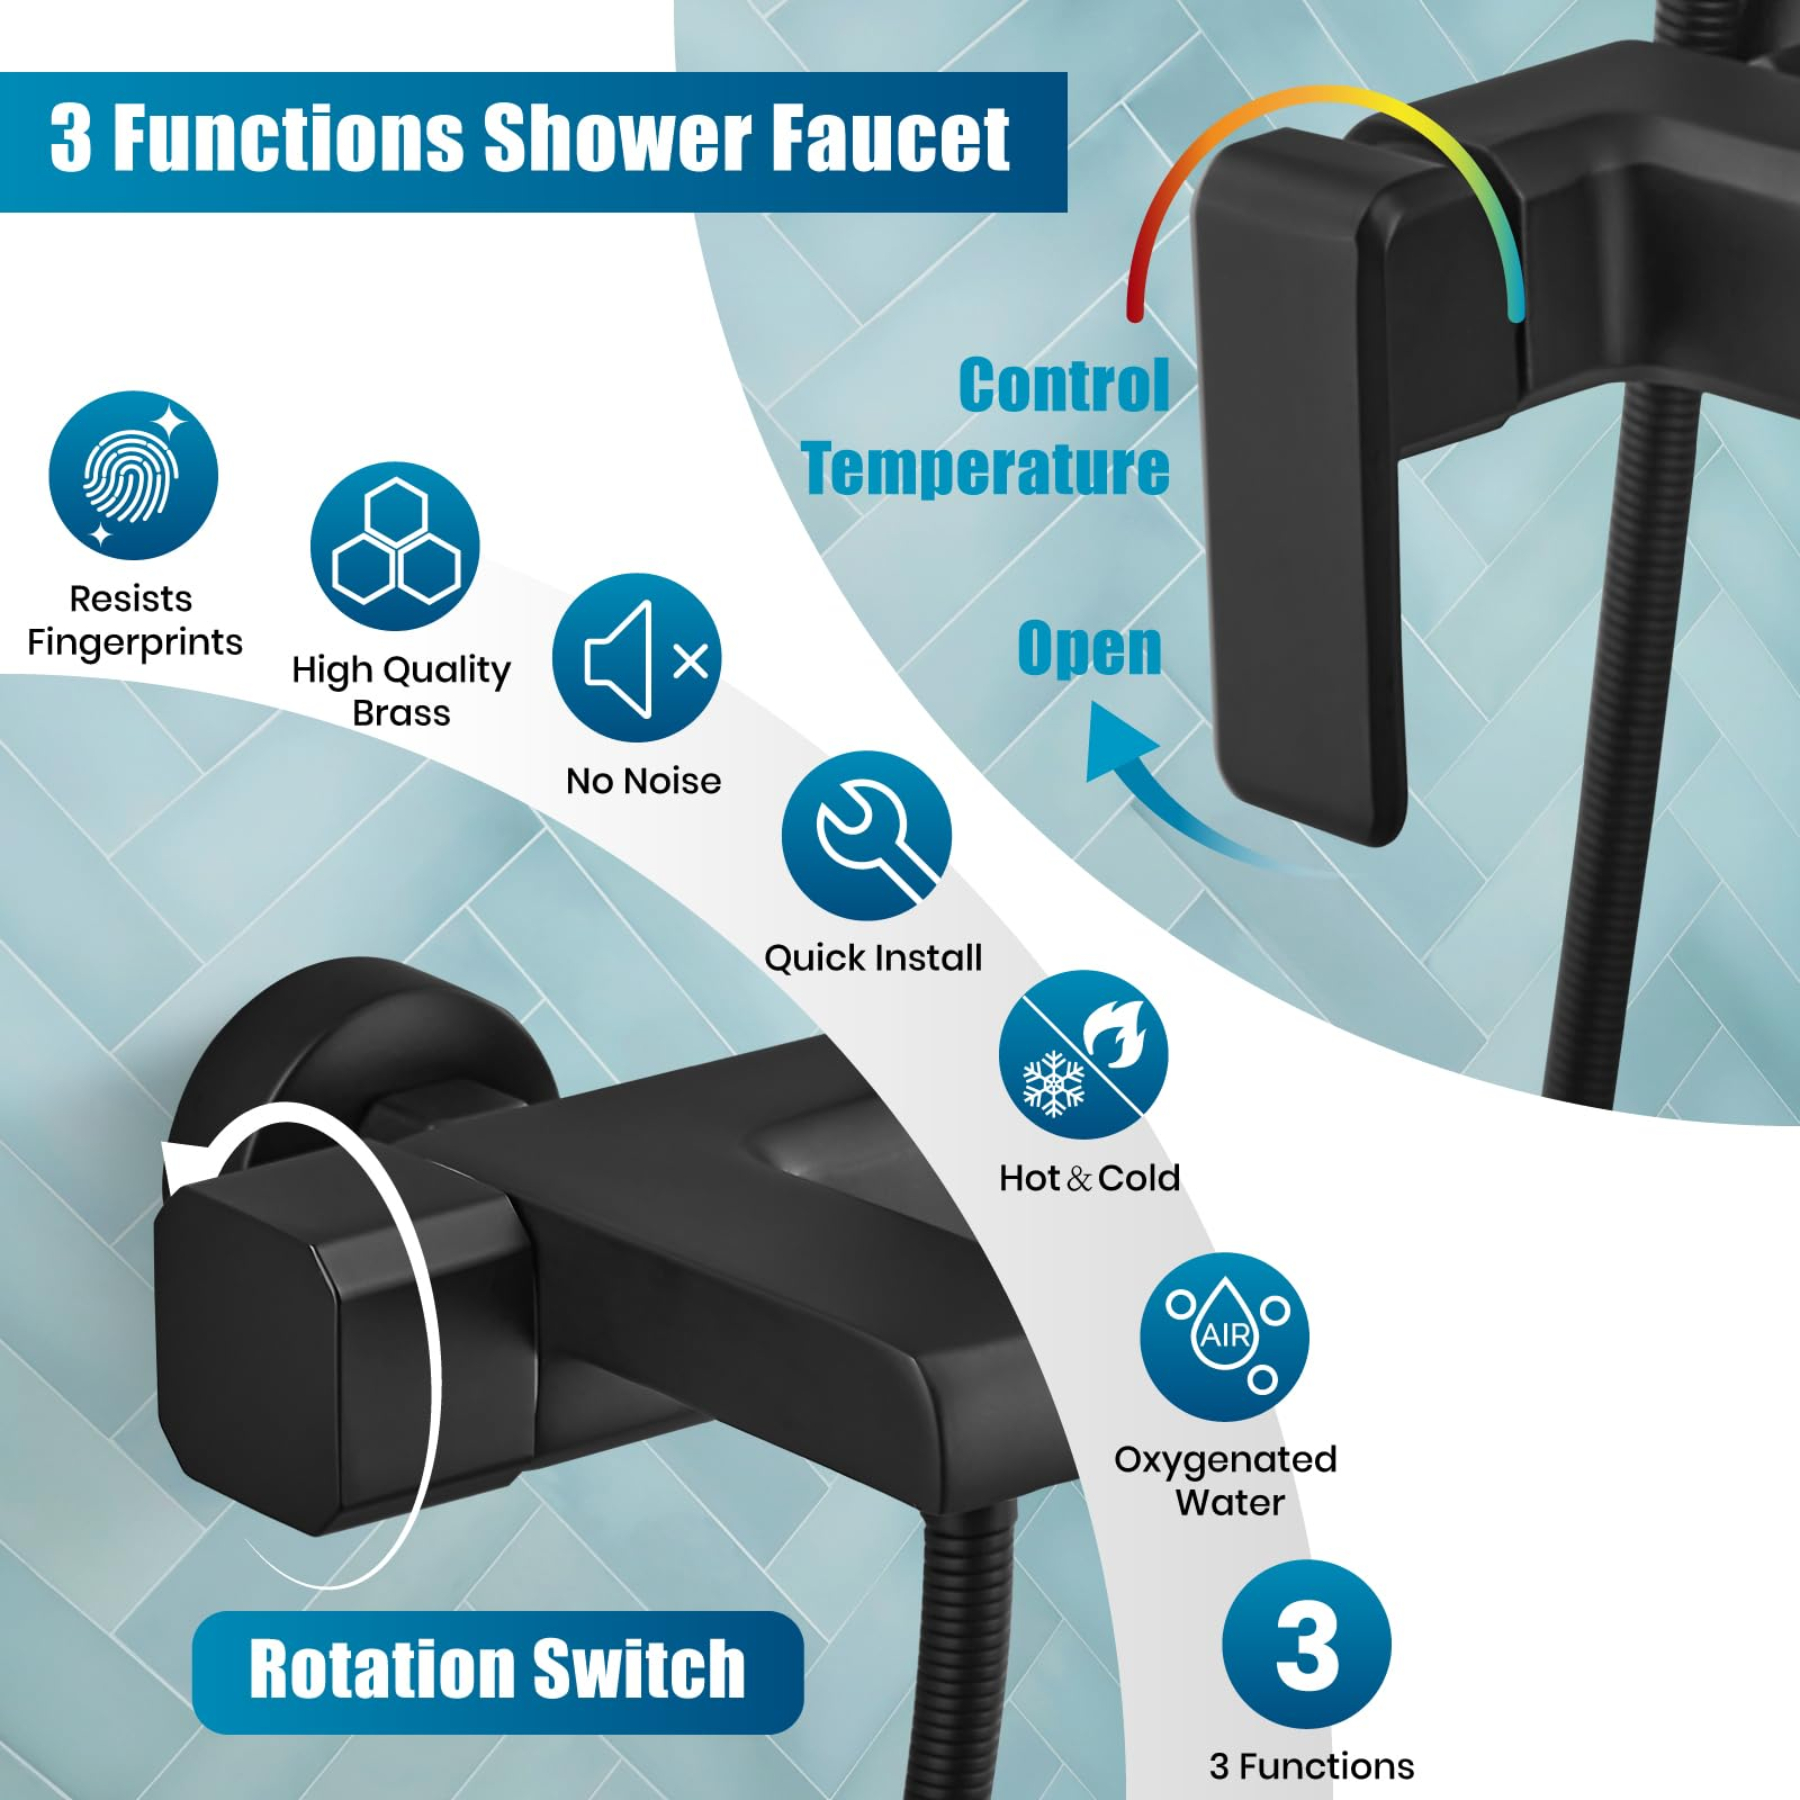 3 Functions Shower Faucet
Control
Temperature
Open
Resists
Fingerprints
High Quality
Brass
No Noise
Quick Install
Hot & Cold
AIR
Oxygenated
Water
3
3 Functions
Rotation Switch